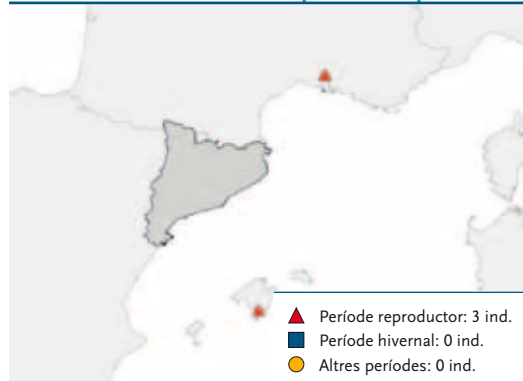 Període reproductor: 3 ind.
Període hivernal: 0 ind.
Altres períodes: 0 ind.